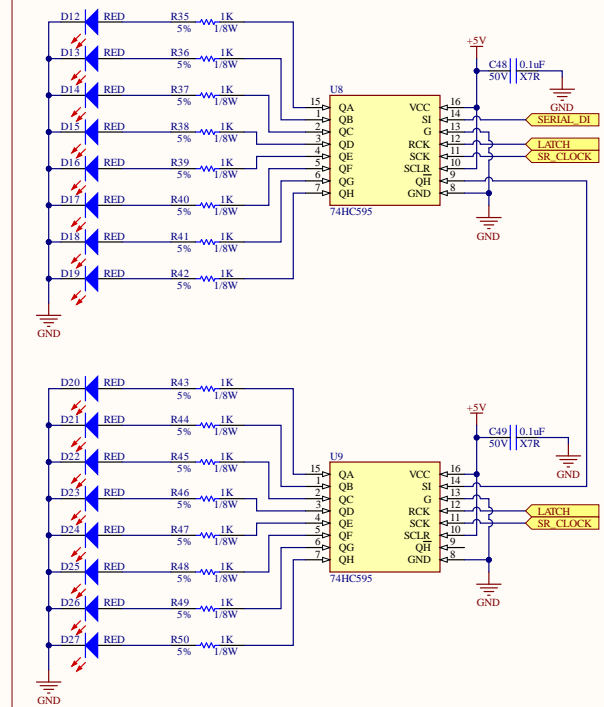 D12 RED R35 1K
5% 1/8W
D13 RED R36 1K
5% 1/8W
D14 RED R37 1K
5% 1/8W
D15 RED R38 1K
5% 1/8W
D16 RED R39 1K
5% 1/8W
D17 RED R40 1K
5% 1/8W
D18 RED R41 1K
5% 1/8W
D19 RED R42 1K
5% 1/8W
GND
+5V
C48 0.1uF
50V X7R
GND
U8
15 QA VCC 16
1 QB SI 14 SERIAL_DI
2 QC G 13
3 QD RCK 12 LATCH
4 QE SCK 11 SR_CLOCK
5 QF SCLR 10
6 QG QH 9
7 QH GND 8
74HC595
GND
D20 RED R43 1K
5% 1/8W
D21 RED R44 1K
5% 1/8W
D22 RED R45 1K
5% 1/8W
D23 RED R46 1K
5% 1/8W
D24 RED R47 1K
5% 1/8W
D25 RED R48 1K
5% 1/8W
D26 RED R49 1K
5% 1/8W
D27 RED R50 1K
5% 1/8W
GND
+5V
C49 0.1uF
50V X7R
GND
U9
15 QA VCC 16
1 QB SI 14
2 QC G 13
3 QD RCK 12 LATCH
4 QE SCK 11 SR_CLOCK
5 QF SCLR 10
6 QG QH 9
7 QH GND 8
74HC595
GND